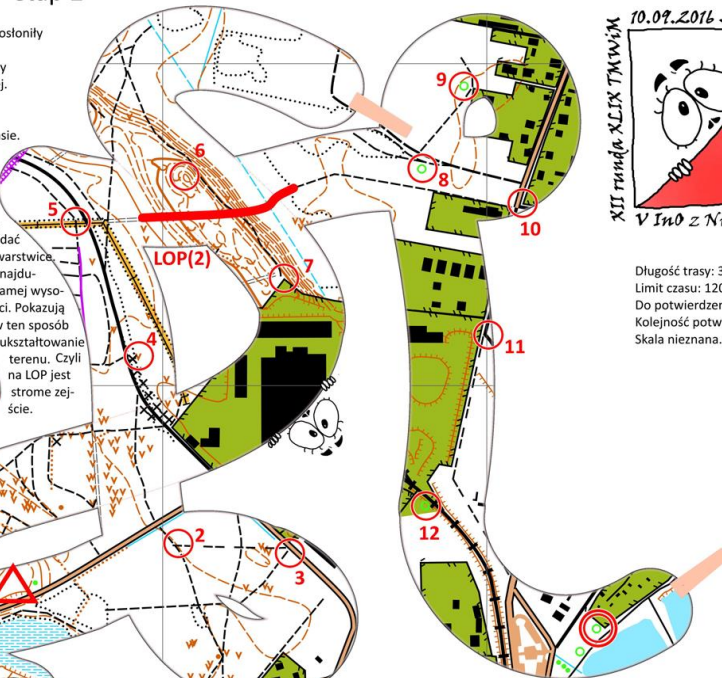 osłoniły
y
ej.
asie.
dać
warstwice.
najdu-
amej wyso-
ci. Pokazują
w ten sposób
ukształtowanie
terenu. Czyli
na LOP jest
strome zej-
ście.
LOP(2)
2
3
4
5
6
7
8
9
10
11
12
10.09.2016
XII runda XLIX TMWiM
V InO z
Długość trasy: 3
Limit czasu: 120
Do potwierdzen
Kolejność potw
Skala nieznana.